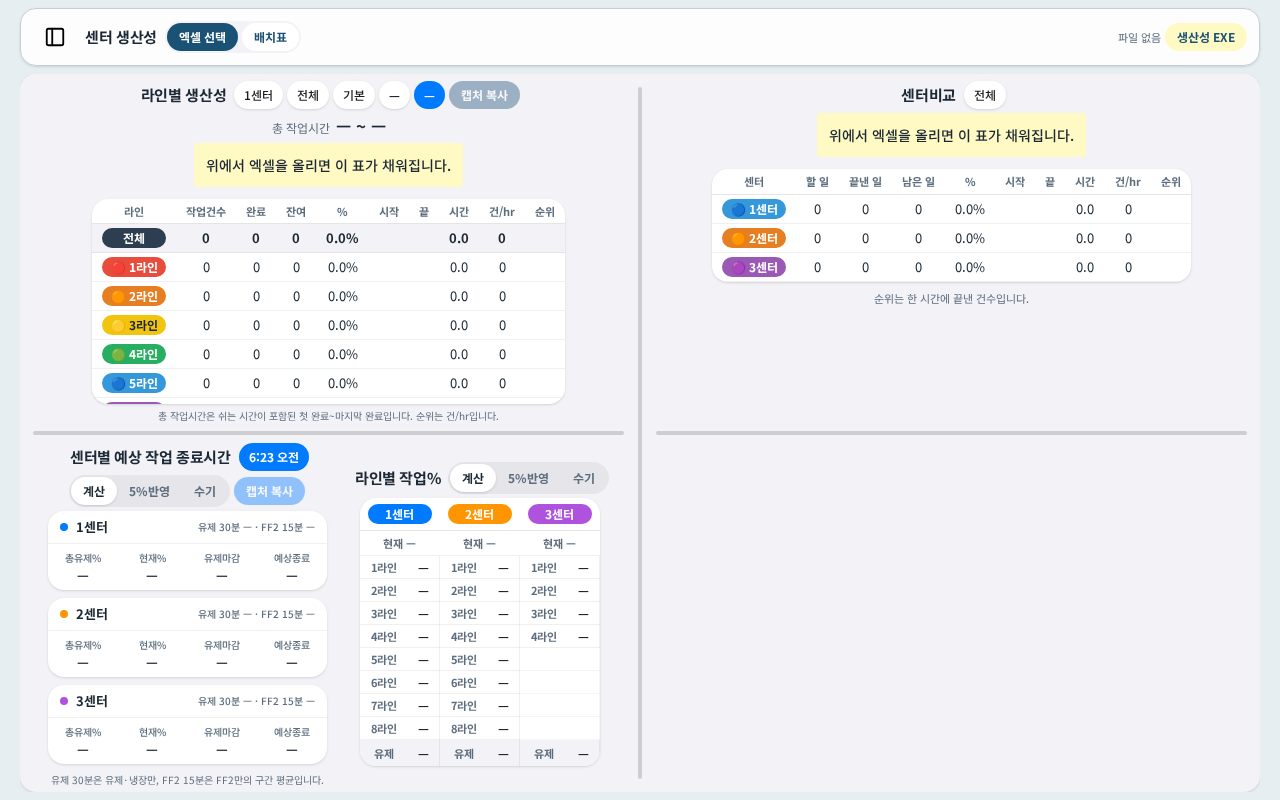 센터 생산성 엑셀 선택 배치표 파일 없음 생산성 EXE
라인별 생산성 1센터 전체 기본 — — 캡처 복사
총 작업시간 — ~ —
위에서 엑셀을 올리면 이 표가 채워집니다.
라인 작업건수 완료 잔여 % 시작 끝 시간 건/hr 순위
전체 0 0 0 0.0% 0.0 0
1라인 0 0 0 0.0% 0.0 0
2라인 0 0 0 0.0% 0.0 0
3라인 0 0 0 0.0% 0.0 0
4라인 0 0 0 0.0% 0.0 0
5라인 0 0 0 0.0% 0.0 0
총 작업시간은 쉬는 시간이 포함된 첫 완료~마지막 완료입니다. 순위는 건/hr입니다.
센터비교 전체
위에서 엑셀을 올리면 이 표가 채워집니다.
센터 할 일 끝낸 일 남은 일 % 시작 끝 시간 건/hr 순위
1센터 0 0 0 0.0% 0.0 0
2센터 0 0 0 0.0% 0.0 0
3센터 0 0 0 0.0% 0.0 0
순위는 한 시간에 끝낸 건수입니다.
센터별 예상 작업 종료시간 6:23 오전
계산 5%반영 수기 캡처 복사
1센터 유제 30분 — · FF2 15분 —
총유제% 현재% 유제마감 예상종료
— — — —
2센터 유제 30분 — · FF2 15분 —
총유제% 현재% 유제마감 예상종료
— — — —
3센터 유제 30분 — · FF2 15분 —
총유제% 현재% 유제마감 예상종료
— — — —
유제 30분은 유제·냉장만, FF2 15분은 FF2만의 구간 평균입니다.
라인별 작업% 계산 5%반영 수기
1센터 2센터 3센터
현재 — 현재 — 현재 —
1라인 — 1라인 — 1라인 —
2라인 — 2라인 — 2라인 —
3라인 — 3라인 — 3라인 —
4라인 — 4라인 — 4라인 —
5라인 — 5라인 —
6라인 — 6라인 —
7라인 — 7라인 —
8라인 — 8라인 —
유제 — 유제 — 유제 —